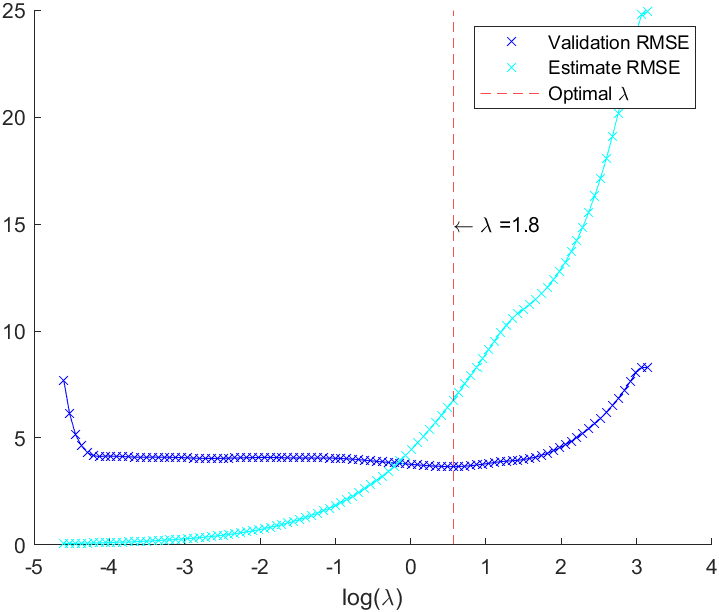 25
20
15
10
5
0
Validation RMSE
Estimate RMSE
Optimal λ
← λ =1.8
-5 -4 -3 -2 -1 0 1 2 3 4
log(λ)